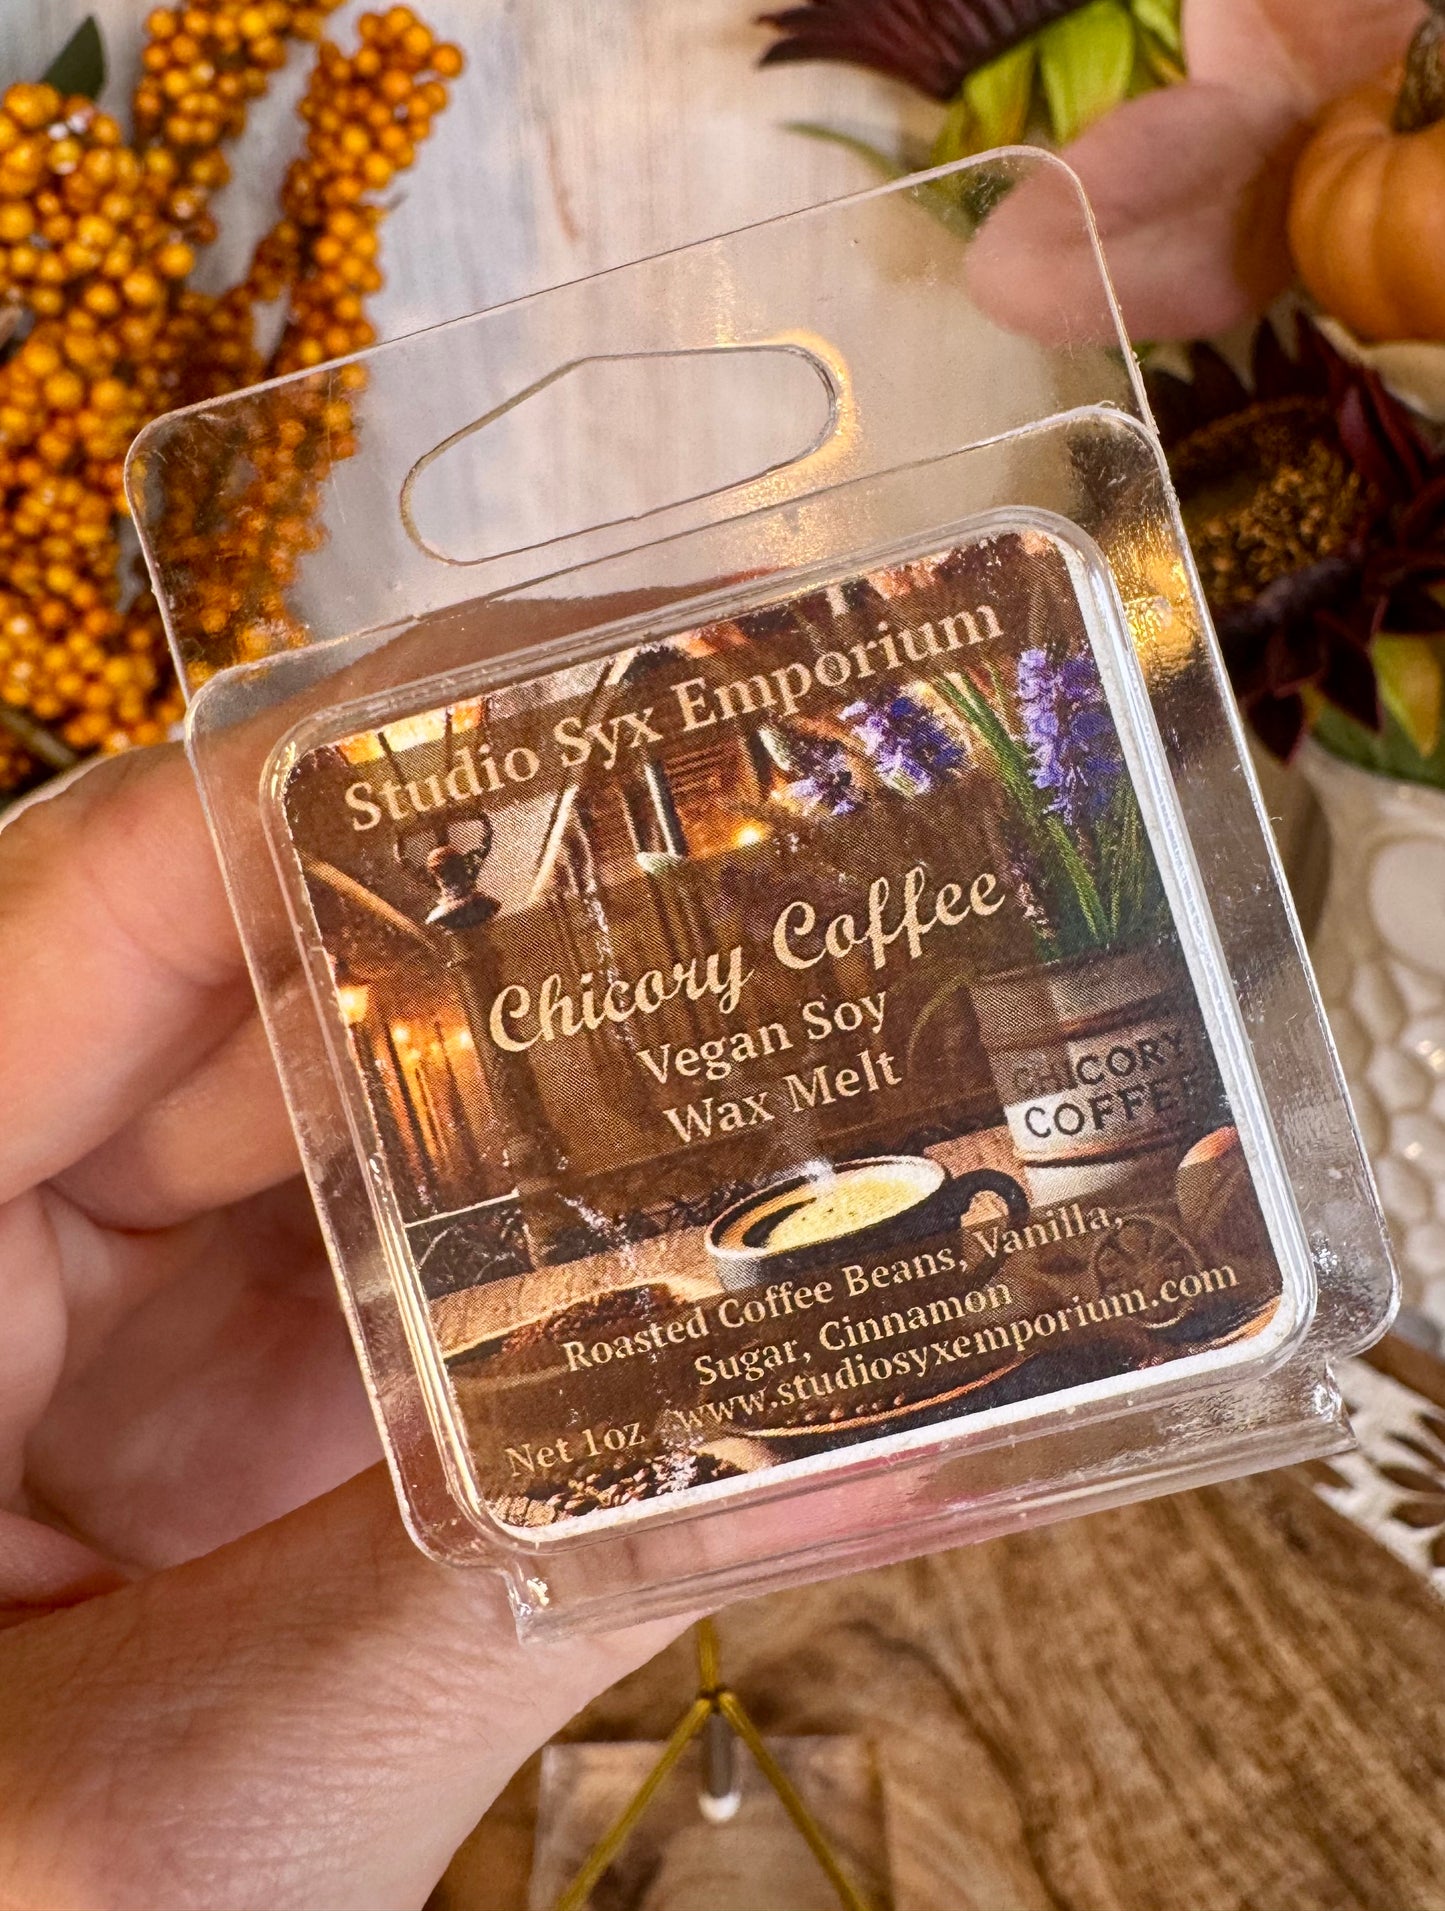 Studio Syx Emporium
Chicory Coffee
Vegan Soy
Wax Melt
CHICORY
COFFEE
Roasted Coffee Beans, Vanilla,
Sugar, Cinnamon
Net 1oz www.studiosyxemporium.com